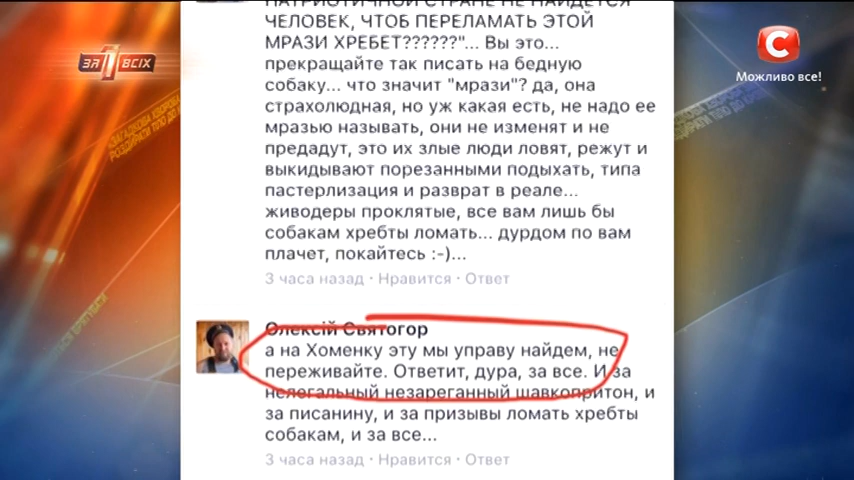 ПАТРИОТИЧНОЙ СТРАНЕ НЕ НАЙДЕТСЯ
ЧЕЛОВЕК, ЧТОБ ПЕРЕЛАМАТЬ ЭТОЙ
МРАЗИ ХРЕБЕТ??????"... Вы это...
прекращайте так писать на бедную
собаку... что значит "мрази"? да, она
страхолюдная, но уж какая есть, не надо ее
мразью называть, они не изменят и не
предадут, это их злые люди ловят, режут и
выкидывают порезанными подыхать, типа
пастерлизация и разврат в реале...
живодеры проклятые, все вам лишь бы
собакам хребты ломать... дурдом по вам
плачет, покайтесь :-)...
3 часа назад · Нравится · Ответ
Олексій Святогор
а на Хоменку эту мы управу найдем, не
переживайте. Ответит, дура, за все. И за
нелегальный незареганный шавкопритон, и
за писанину, и за призывы ломать хребты
собакам, и за все...
3 часа назад · Нравится · Ответ
ЗА 1 ВСІХ
С
Можливо все!